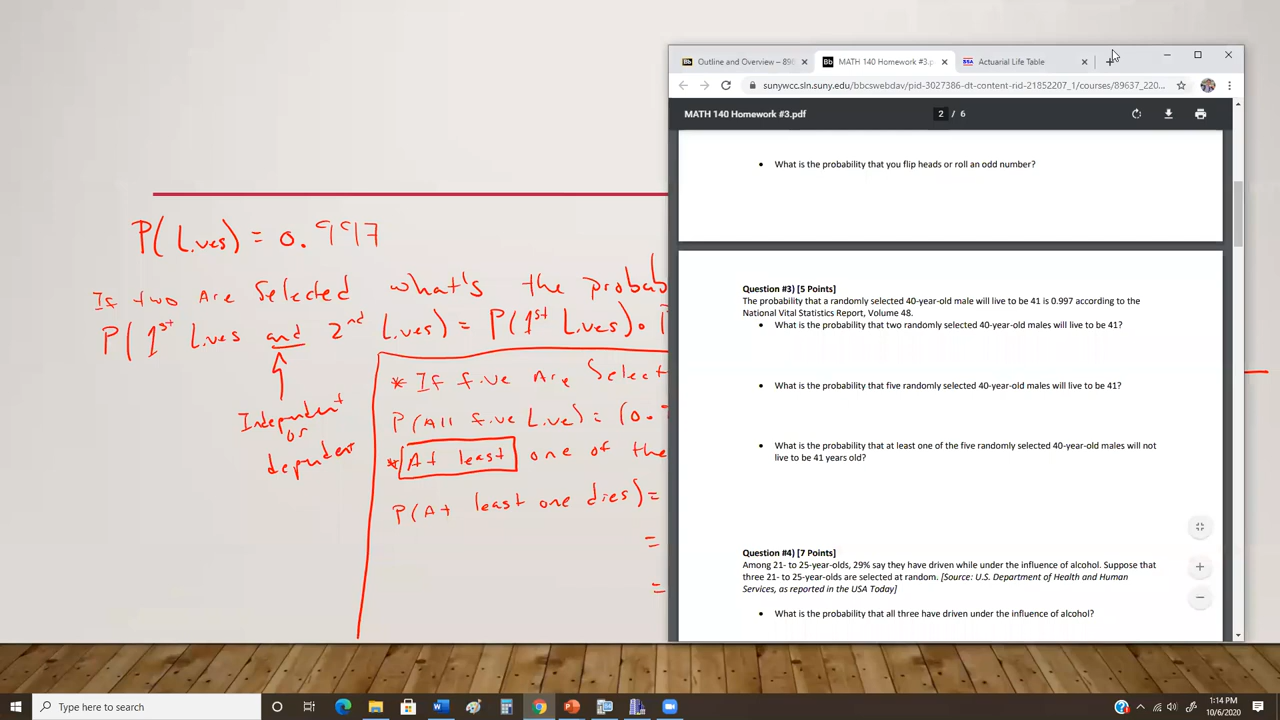 Outline and Overview – 896
MATH 140 Homework #3.p
Actuarial Life Table
sunywcc.sln.suny.edu/bbcswebdav/pid-3027386-dt-content-rid-21852207_1/courses/89637_220...
MATH 140 Homework #3.pdf
2 / 6
• What is the probability that you flip heads or roll an odd number?
Question #3) [5 Points]
The probability that a randomly selected 40-year-old male will live to be 41 is 0.997 according to the
National Vital Statistics Report, Volume 48.
• What is the probability that two randomly selected 40-year-old males will live to be 41?
• What is the probability that five randomly selected 40-year-old males will live to be 41?
• What is the probability that at least one of the five randomly selected 40-year-old males will not
live to be 41 years old?
Question #4) [7 Points]
Among 21- to 25-year-olds, 29% say they have driven while under the influence of alcohol. Suppose that
three 21- to 25-year-olds are selected at random. [Source: U.S. Department of Health and Human
Services, as reported in the USA Today]
• What is the probability that all three have driven under the influence of alcohol?
P(Lives) = 0.997
If two are Selected what's the probab
P(1st Lives and 2nd Lives) = P(1st Lives)• P
Independent
or
dependent
* If five Are Select
P(All five Live) = (0.
* At least one of the
P(At least one dies) =
=
=
Type here to search
1:14 PM
10/6/2020